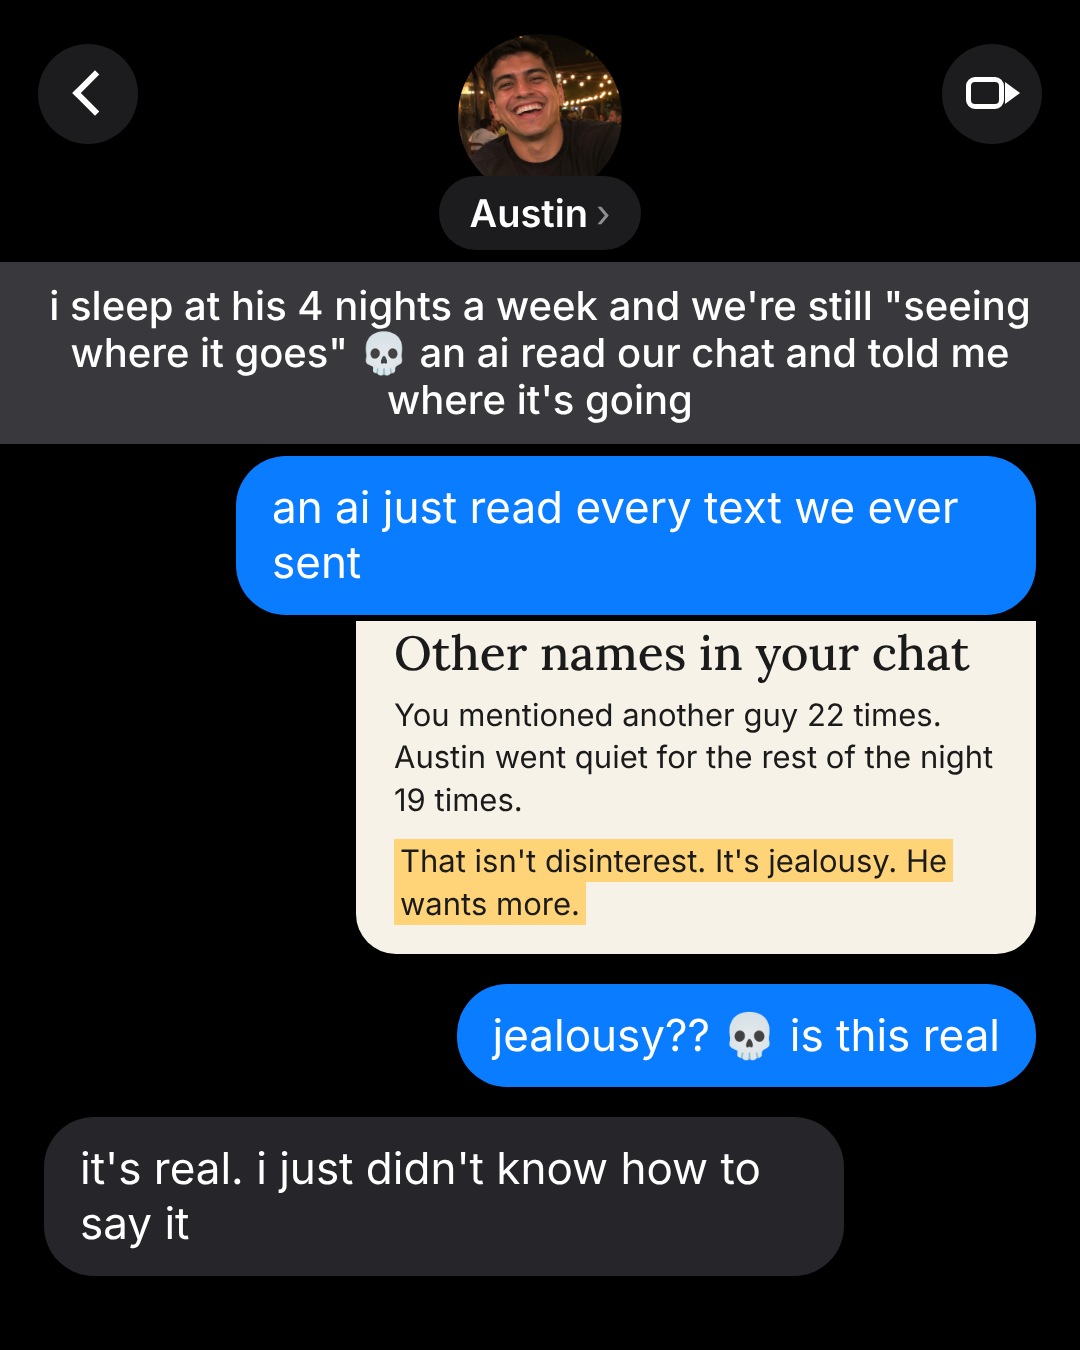 Austin ›
i sleep at his 4 nights a week and we're still "seeing
where it goes" 💀 an ai read our chat and told me
where it's going
an ai just read every text we ever
sent
Other names in your chat
You mentioned another guy 22 times.
Austin went quiet for the rest of the night
19 times.
That isn't disinterest. It's jealousy. He
wants more.
jealousy?? 💀 is this real
it's real. i just didn't know how to
say it